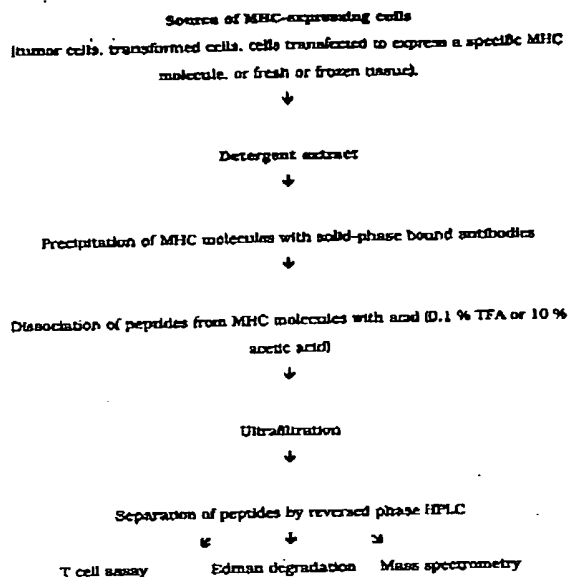 Source of MHC-expressing cells
(tumor cells, transformed cells, cells transfected to express a specific MHC
molecule, or fresh or frozen tissue).
Detergent extract
Precipitation of MHC molecules with solid-phase bound antibodies
Dissociation of peptides from MHC molecules with acid (0.1 % TFA or 10 %
acetic acid)
Ultrafiltration
Separation of peptides by reversed phase HPLC
T cell assay Edman degradation Mass spectrometry